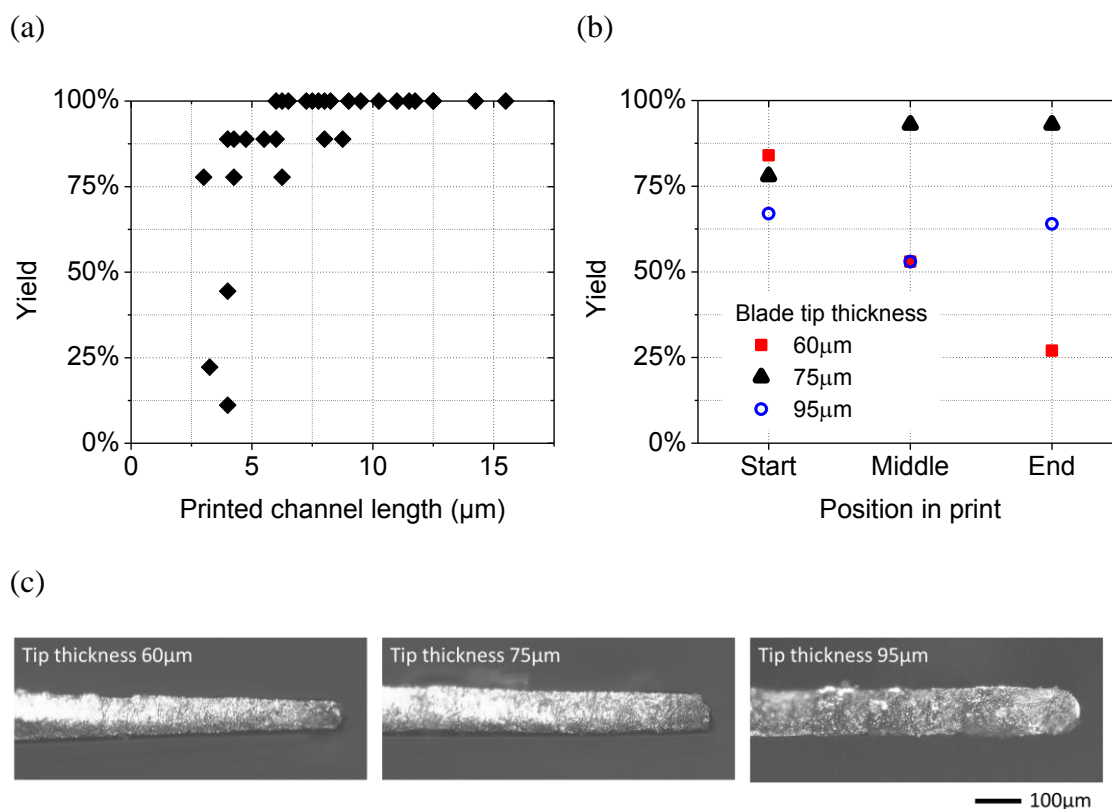 (a)
(b)
100%
75%
50%
25%
0%
Yield
0
5
10
15
Printed channel length (µm)
100%
75%
50%
25%
0%
Yield
Blade tip thickness
60µm
75µm
95µm
Start
Middle
End
Position in print
(c)
Tip thickness 60µm
Tip thickness 75µm
Tip thickness 95µm
100µm